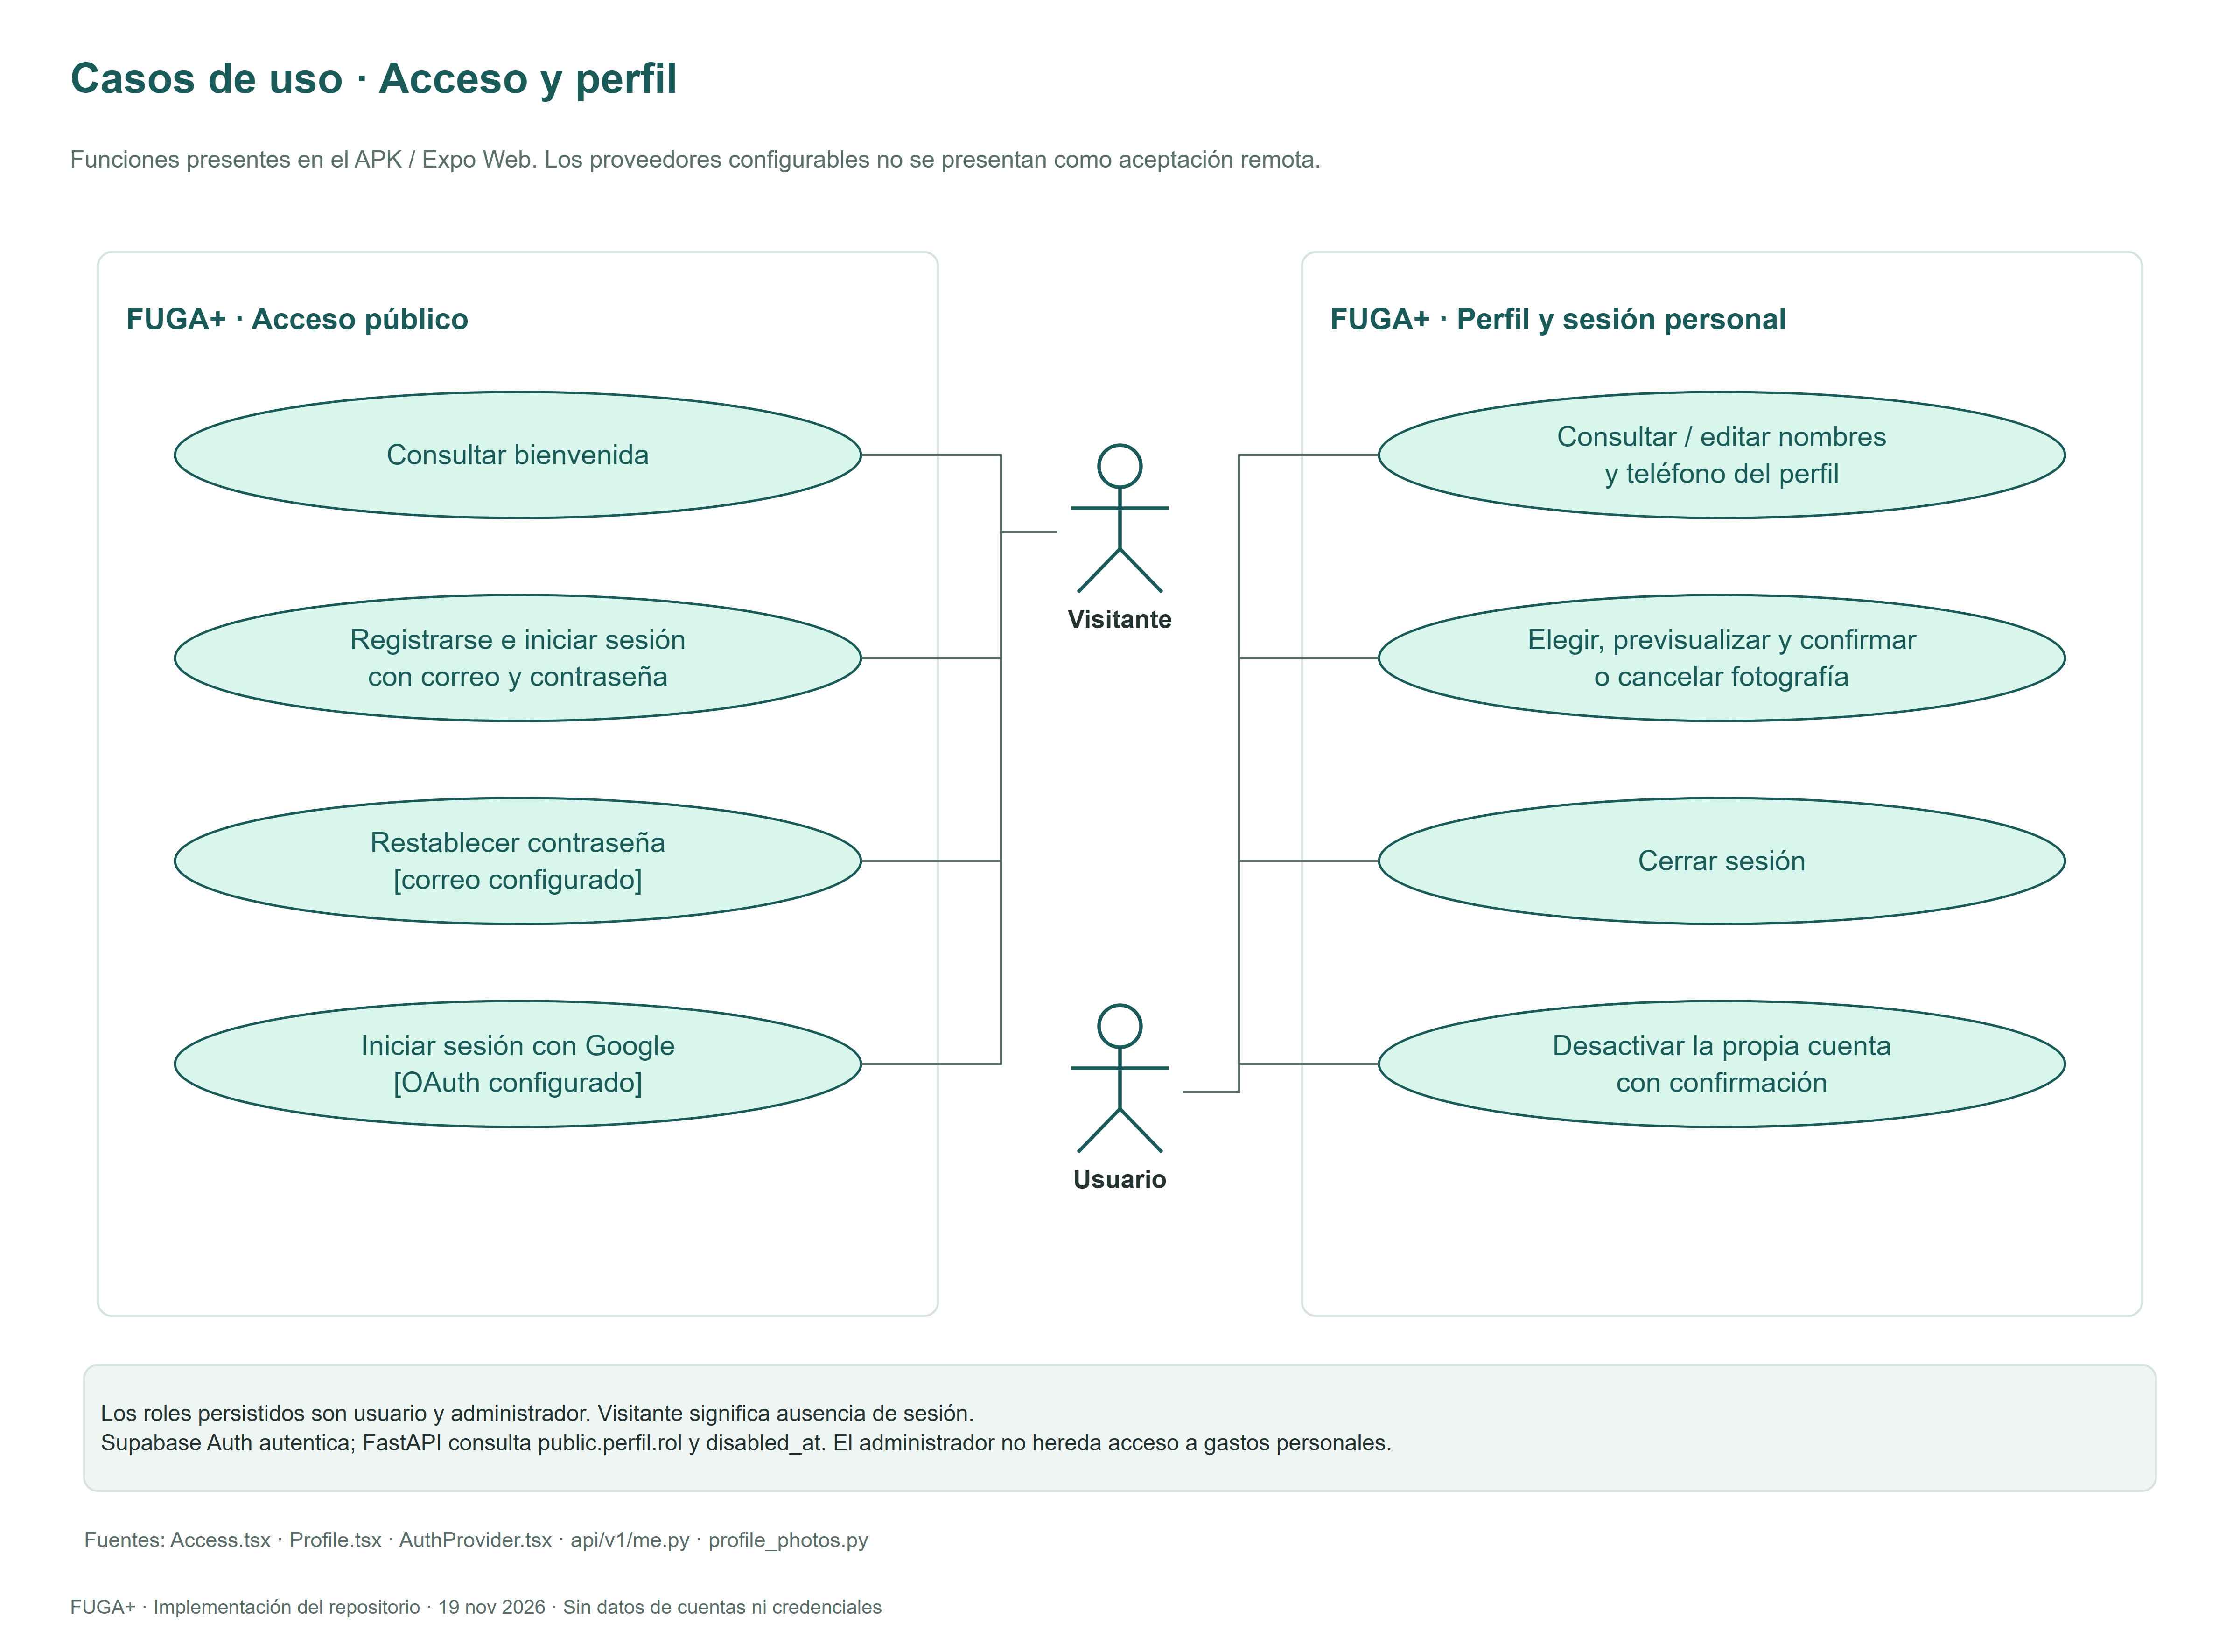 Casos de uso · Acceso y perfil
Funciones presentes en el APK / Expo Web. Los proveedores configurables no se presentan como aceptación remota.
FUGA+ · Acceso público
Consultar bienvenida
Registrarse e iniciar sesión
con correo y contraseña
Restablecer contraseña
[correo configurado]
Iniciar sesión con Google
[OAuth configurado]
Visitante
Usuario
FUGA+ · Perfil y sesión personal
Consultar / editar nombres
y teléfono del perfil
Elegir, previsualizar y confirmar
o cancelar fotografía
Cerrar sesión
Desactivar la propia cuenta
con confirmación
Los roles persistidos son usuario y administrador. Visitante significa ausencia de sesión.
Supabase Auth autentica; FastAPI consulta public.perfil.rol y disabled_at. El administrador no hereda acceso a gastos personales.
Fuentes: Access.tsx · Profile.tsx · AuthProvider.tsx · api/v1/me.py · profile_photos.py
FUGA+ · Implementación del repositorio · 19 nov 2026 · Sin datos de cuentas ni credenciales